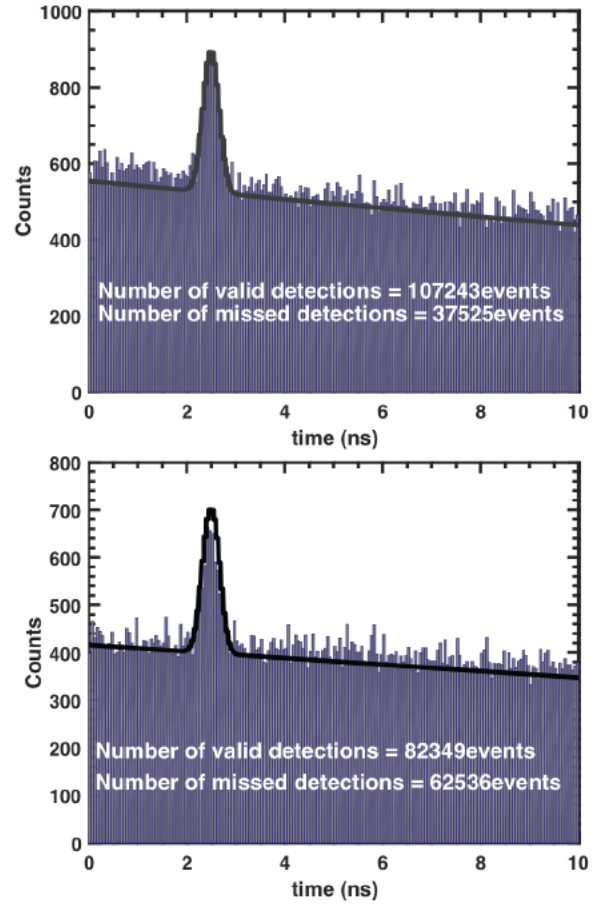 1000
800
600
400
200
0
Counts
Number of valid detections = 107243events
Number of missed detections = 37525events
0 2 4 6 8 10
time (ns)
800
700
600
500
400
300
200
100
0
Counts
Number of valid detections = 82349events
Number of missed detections = 62536events
0 2 4 6 8 10
time (ns)